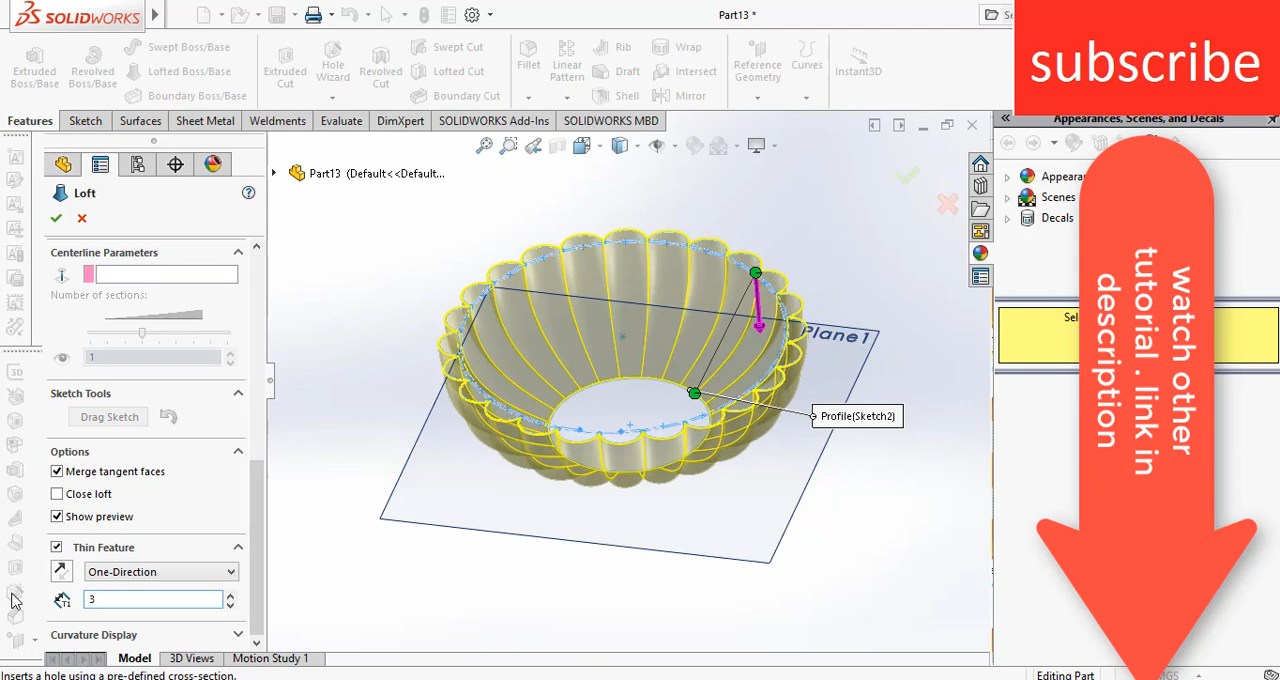 SOLIDWORKS
Part13 *
Se
subscribe
Extruded
Boss/Base
Revolved
Boss/Base
Swept Boss/Base
Lofted Boss/Base
Boundary Boss/Base
Extruded
Cut
Hole
Wizard
Revolved
Cut
Swept Cut
Lofted Cut
Boundary Cut
Fillet
Linear
Pattern
Rib
Draft
Shell
Wrap
Intersect
Mirror
Reference
Geometry
Curves
Instant3D
Features
Sketch
Surfaces
Sheet Metal
Weldments
Evaluate
DimXpert
SOLIDWORKS Add-Ins
SOLIDWORKS MBD
Appearances, Scenes, and Decals
Part13 (Default<<Default...
Loft
Centerline Parameters
Number of sections:
1
Sketch Tools
Drag Sketch
Options
Merge tangent faces
Close loft
Show preview
Thin Feature
One-Direction
3
Curvature Display
Plane1
Profile(Sketch2)
Appeara
Scenes
Decals
Sel
watch other
tutorial . link in
description
Model
3D Views
Motion Study 1
Inserts a hole using a pre-defined cross-section.
Editing Part
MGS